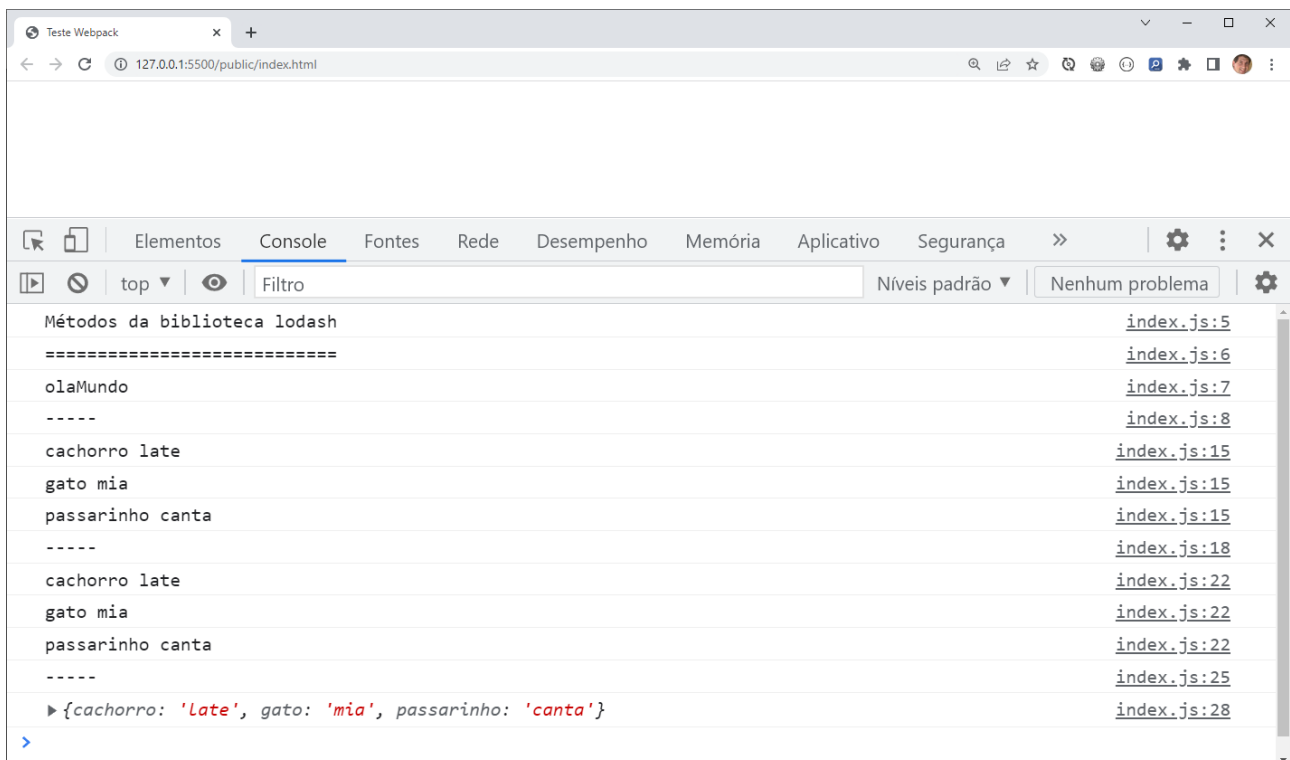 Teste Webpack
127.0.0.1:5500/public/index.html
Elementos Console Fontes Rede Desempenho Memória Aplicativo Segurança
top Filtro Níveis padrão Nenhum problema
Métodos da biblioteca lodash index.js:5
============================ index.js:6
olaMundo index.js:7
----- index.js:8
cachorro late index.js:15
gato mia index.js:15
passarinho canta index.js:15
----- index.js:18
cachorro late index.js:22
gato mia index.js:22
passarinho canta index.js:22
----- index.js:25
{cachorro: 'late', gato: 'mia', passarinho: 'canta'} index.js:28